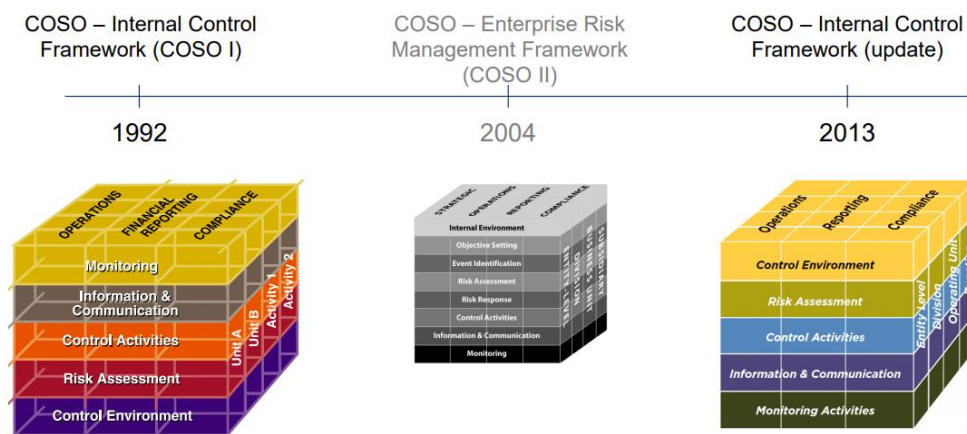 COSO – Internal Control
Framework (COSO I)
COSO – Enterprise Risk
Management Framework
(COSO II)
COSO – Internal Control
Framework (update)
1992
2004
2013
OPERATIONS
FINANCIAL
REPORTING
COMPLIANCE
Monitoring
Information &
Communication
Control Activities
Risk Assessment
Control Environment
Unit A
Unit B
Activity 1
Activity 2
STRATEGIC
OPERATIONS
REPORTING
COMPLIANCE
Internal Environment
Objective Setting
Event Identification
Risk Assessment
Risk Response
Control Activities
Information & Communication
Monitoring
ENTITY-LEVEL
DIVISION
BUSINESS UNIT
SUBSIDIARY
Operations
Reporting
Compliance
Control Environment
Risk Assessment
Control Activities
Information & Communication
Monitoring Activities
Entity Level
Division
Operating Unit